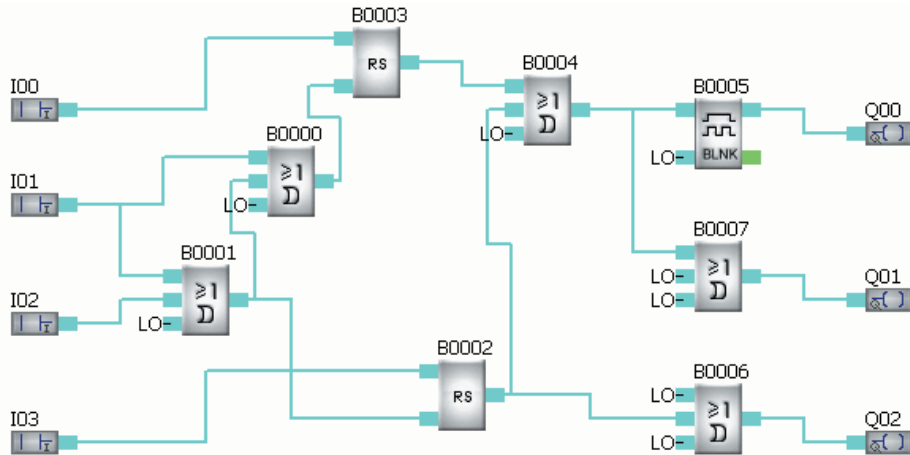 B0003
RS
I00
B0004
≥1
LO
B0005
BLNK
LO
Q00
B0000
≥1
LO
I01
B0001
≥1
LO
B0007
≥1
LO
LO
Q01
I02
B0002
RS
B0006
LO
≥1
LO
Q02
I03